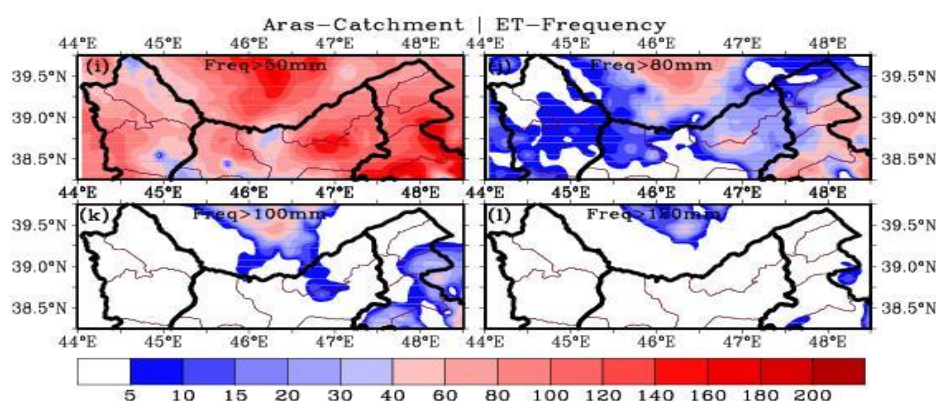 Aras-Catchment | ET-Frequency
44°E 45°E 46°E 47°E 48°E 44°E 45°E 46°E 47°E 48°E
(i) Freq>50mm (j) Freq>80mm
39.5°N 39.5°N
39.0°N 39.0°N
38.5°N 38.5°N
44°E 45°E 46°E 47°E 48°E 44°E 45°E 46°E 47°E 48°E
(k) Freq>100mm (l) Freq>120mm
39.5°N 39.5°N
39.0°N 39.0°N
38.5°N 38.5°N
44°E 45°E 46°E 47°E 48°E 44°E 45°E 46°E 47°E 48°E
5 10 15 20 30 40 60 80 100 120 140 160 180 200